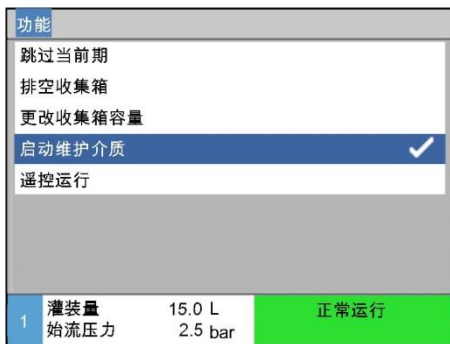 功能
跳过当前期
排空收集箱
更改收集箱容量
启动维护介质
遥控运行
1 灌装量 15.0 L 正常运行
始流压力 2.5 bar